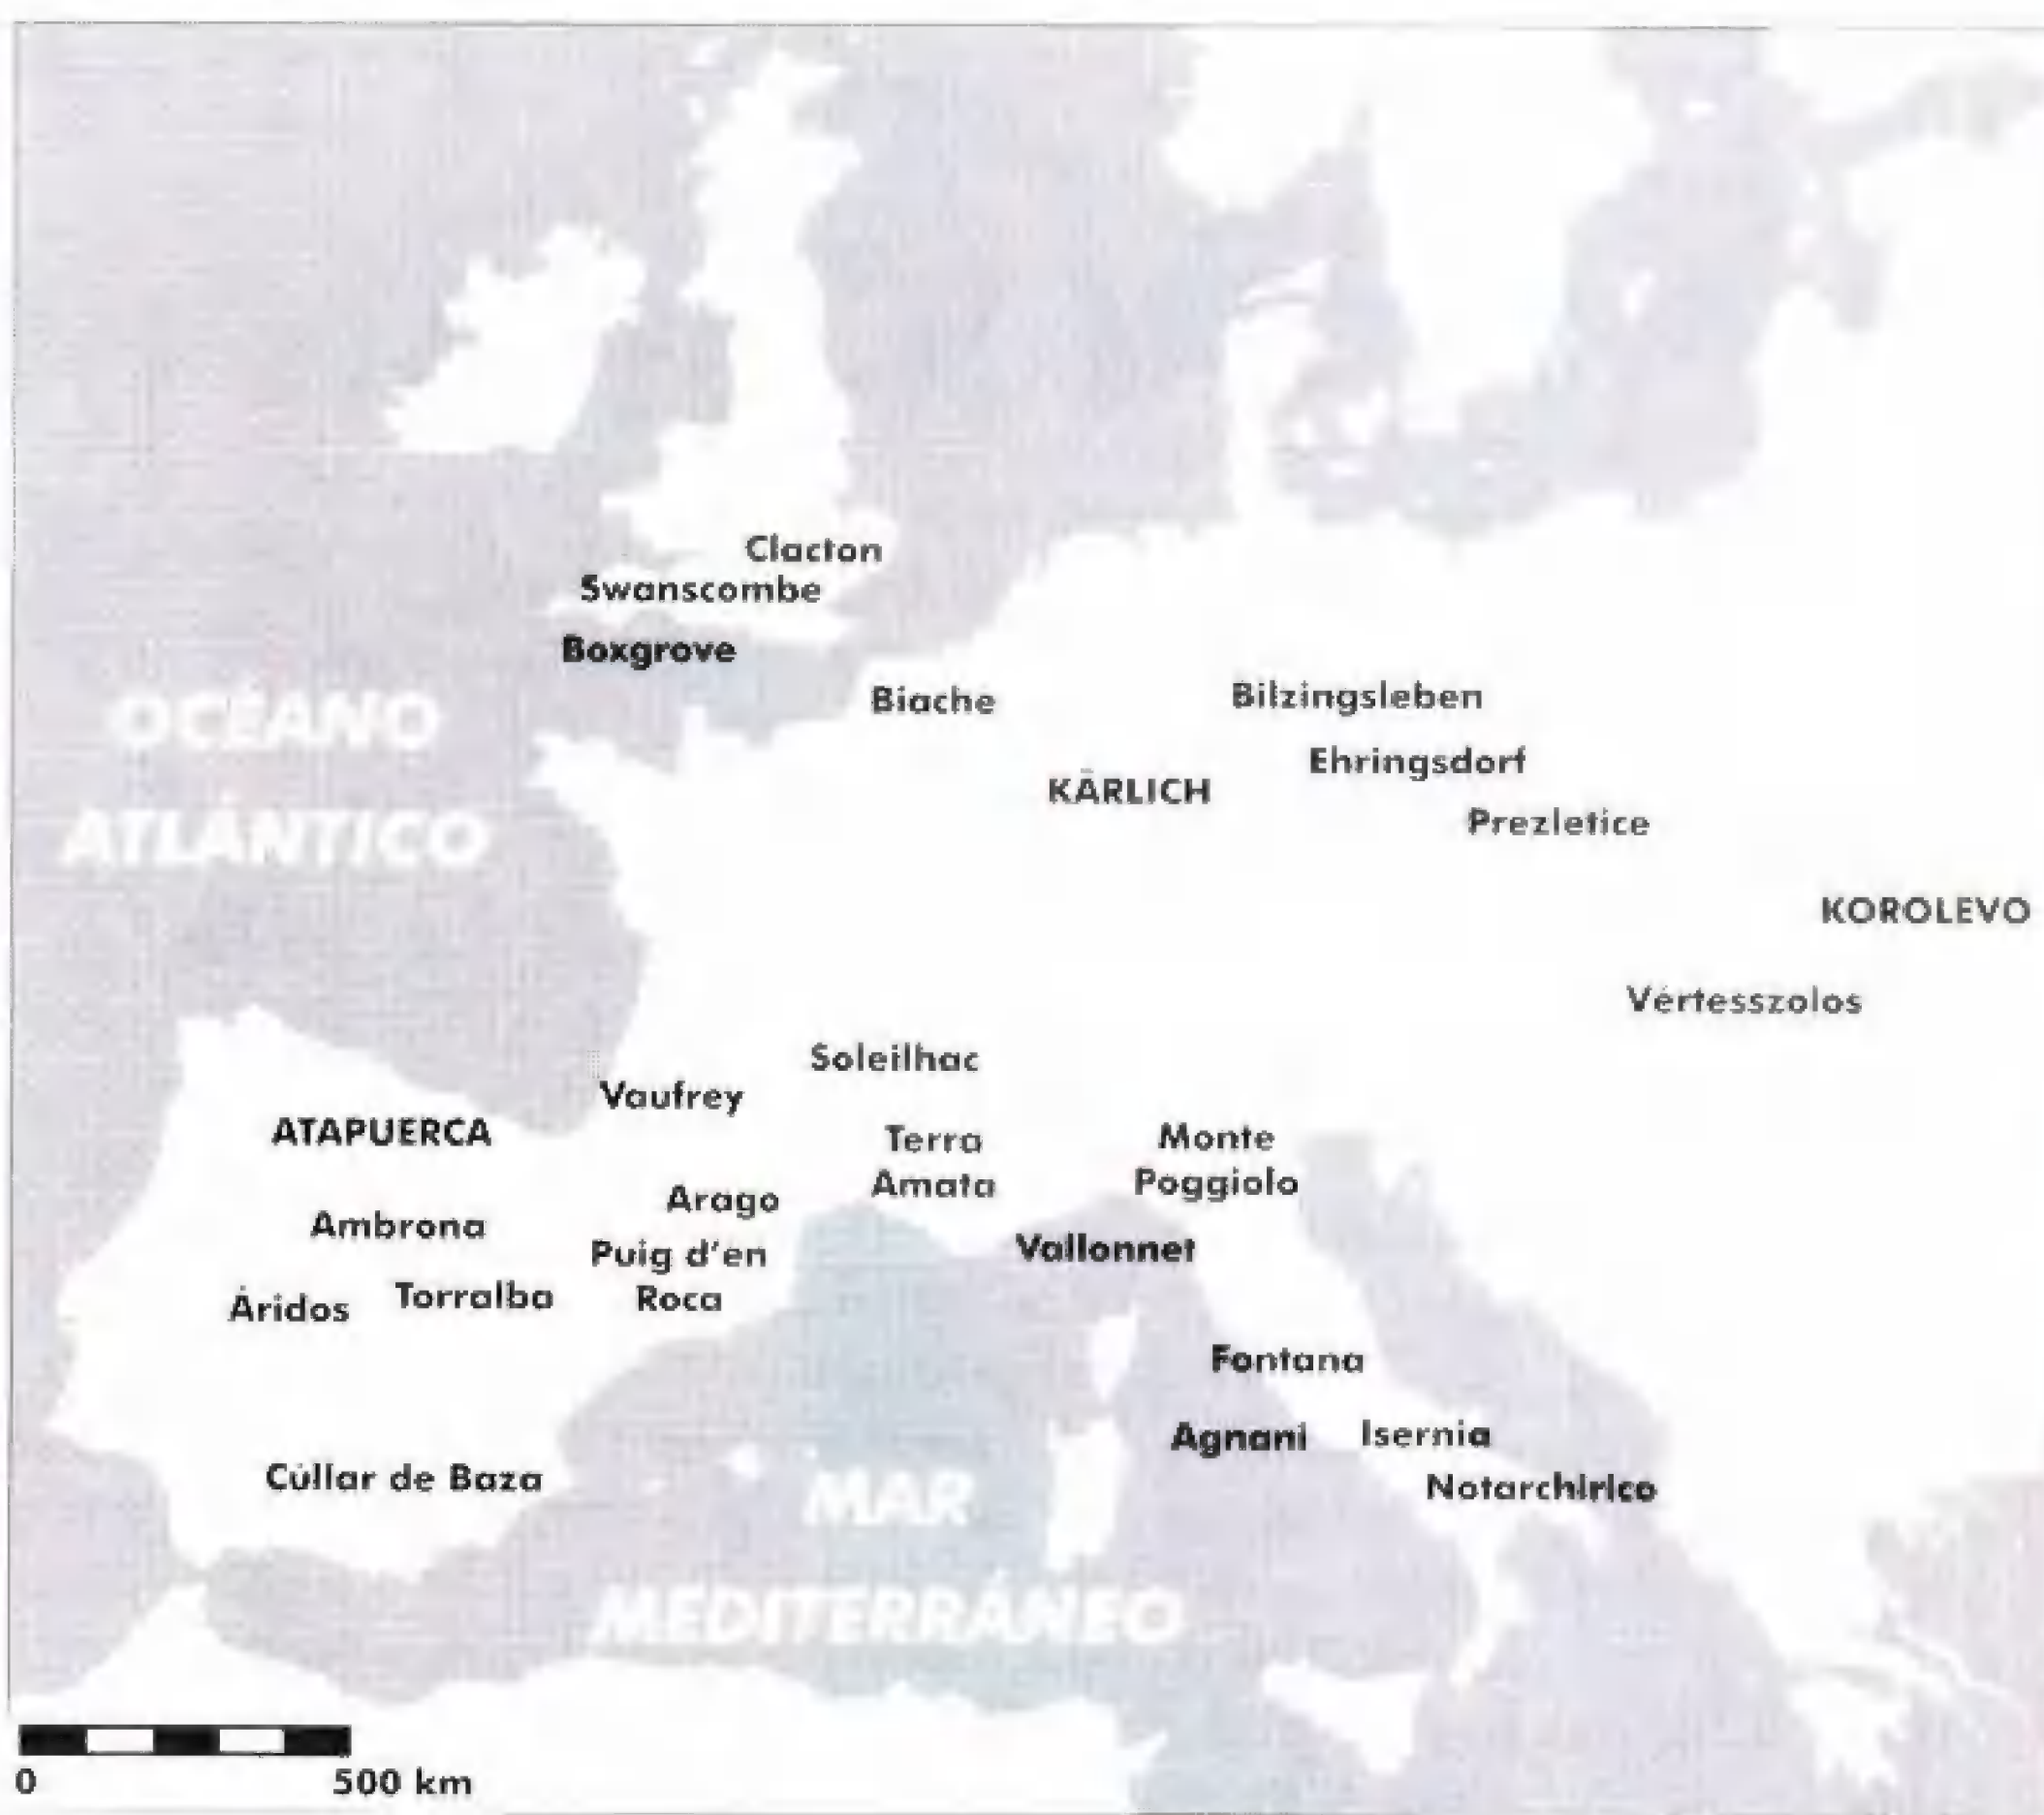 Clacton
Swanscombe
Boxgrove
OCÉANO
ATLÁNTICO
Biache
Bilzingsleben
Ehringsdorf
KÄRLICH
Prezletice
KOROLEVO
Vértesszolos
Soleilhac
Vaufrey
ATAPUERCA
Terra
Amata
Monte
Poggiolo
Arago
Ambrona
Puig d'en
Roca
Vallonnet
Áridos
Torralba
Fontana
Agnani
Isernia
Cúllar de Baza
Notarchirico
MAR
MEDITERRÁNEO
0
500 km